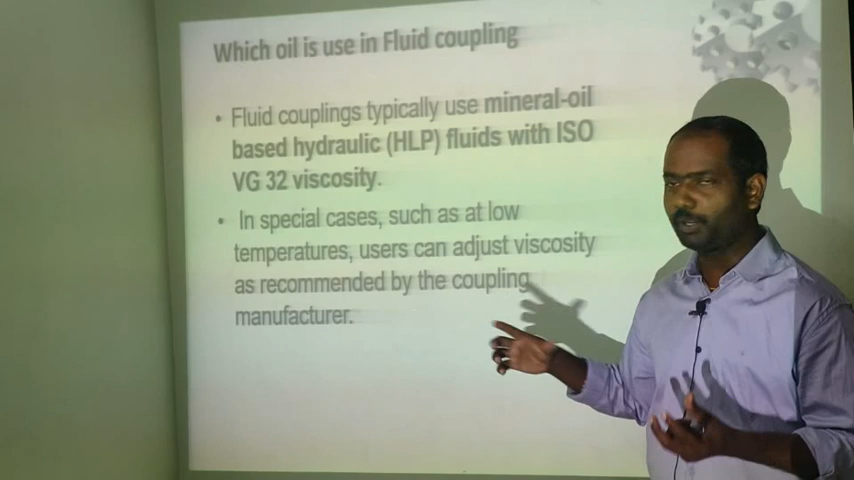 Which oil is use in Fluid coupling
• Fluid couplings typically use mineral-oil
based hydraulic (HLP) fluids with ISO
VG 32 viscosity.
• In special cases, such as at low
temperatures, users can adjust viscosity
as recommended by the coupling
manufacturer.